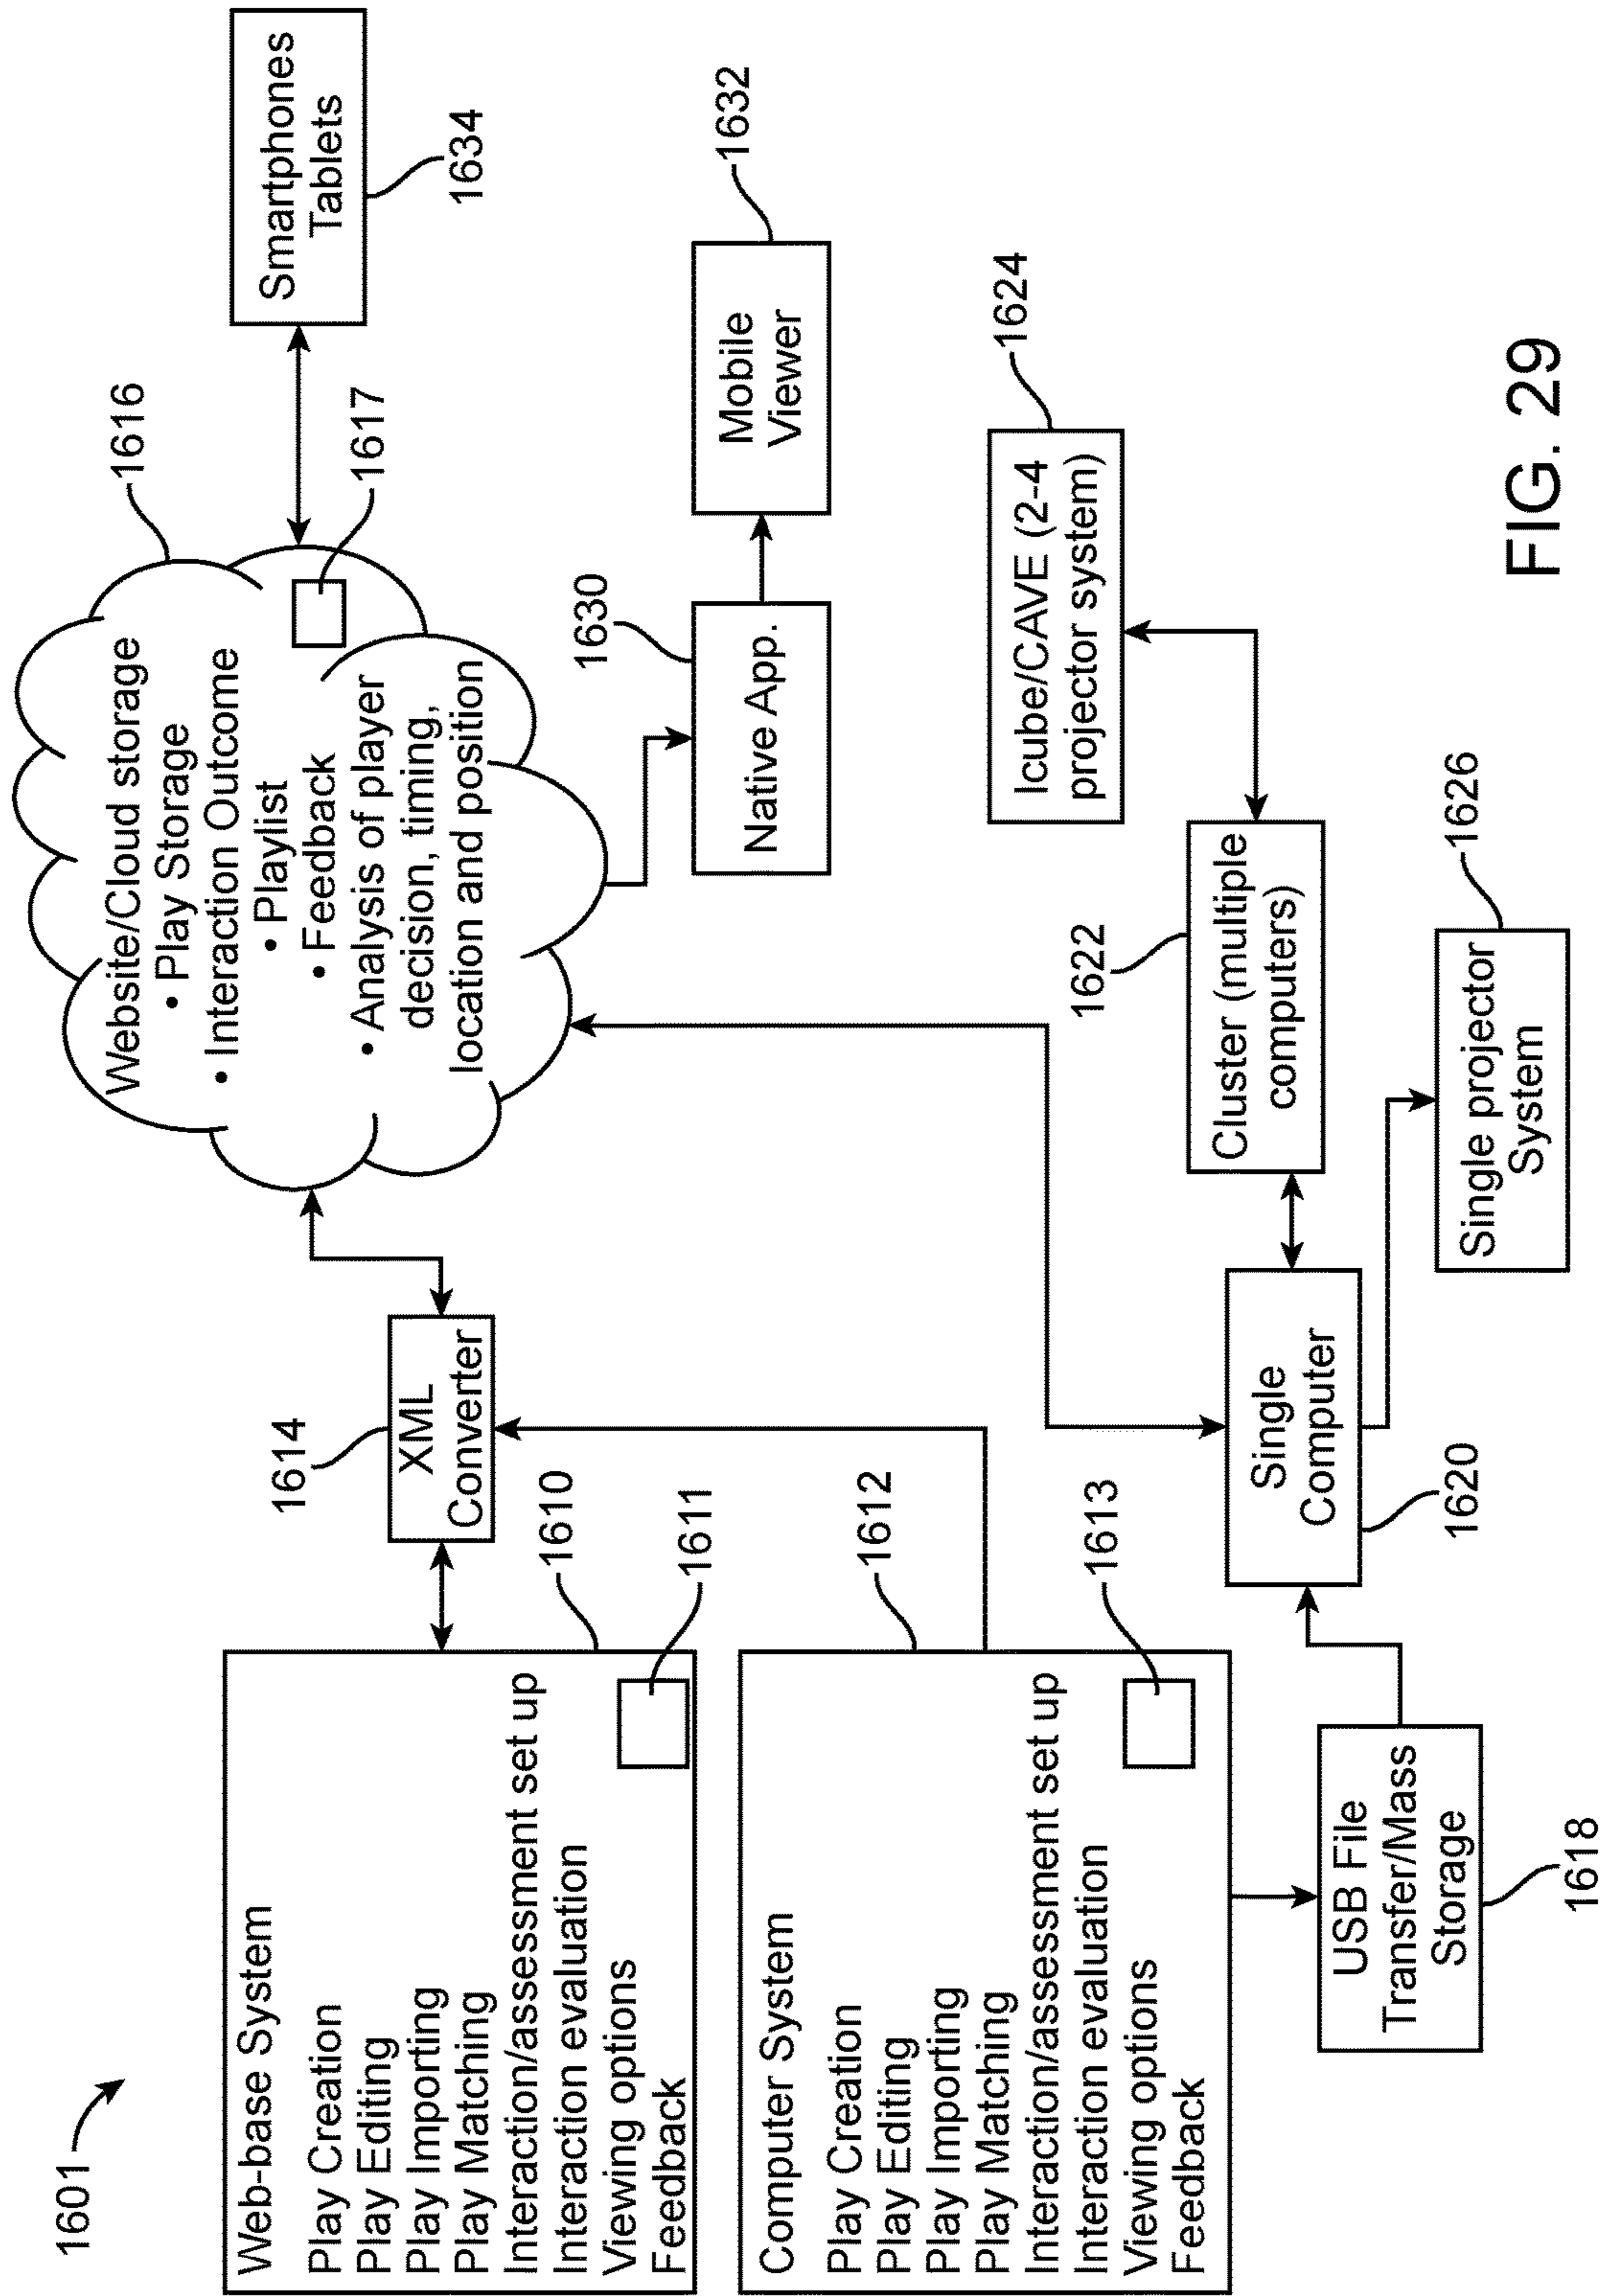 1601
Web-base System
Play Creation
Play Editing
Play Importing
Play Matching
Interaction/assessment set up
Interaction evaluation
Viewing options
Feedback
1610
1611
Computer System
Play Creation
Play Editing
Play Importing
Play Matching
Interaction/assessment set up
Interaction evaluation
Viewing options
Feedback
1612
1613
1614
XML
Converter
Website/Cloud storage
• Play Storage
• Interaction Outcome
• Playlist
• Feedback
• Analysis of player
decision, timing,
location and position
1616
1617
Smartphones
Tablets
1634
1630
Native App.
Mobile
Viewer
1632
USB File
Transfer/Mass
Storage
1618
Single
Computer
1620
1622
Cluster (multiple
computers)
Icube/CAVE (2-4
projector system)
1624
Single projector
System
1626
FIG. 29